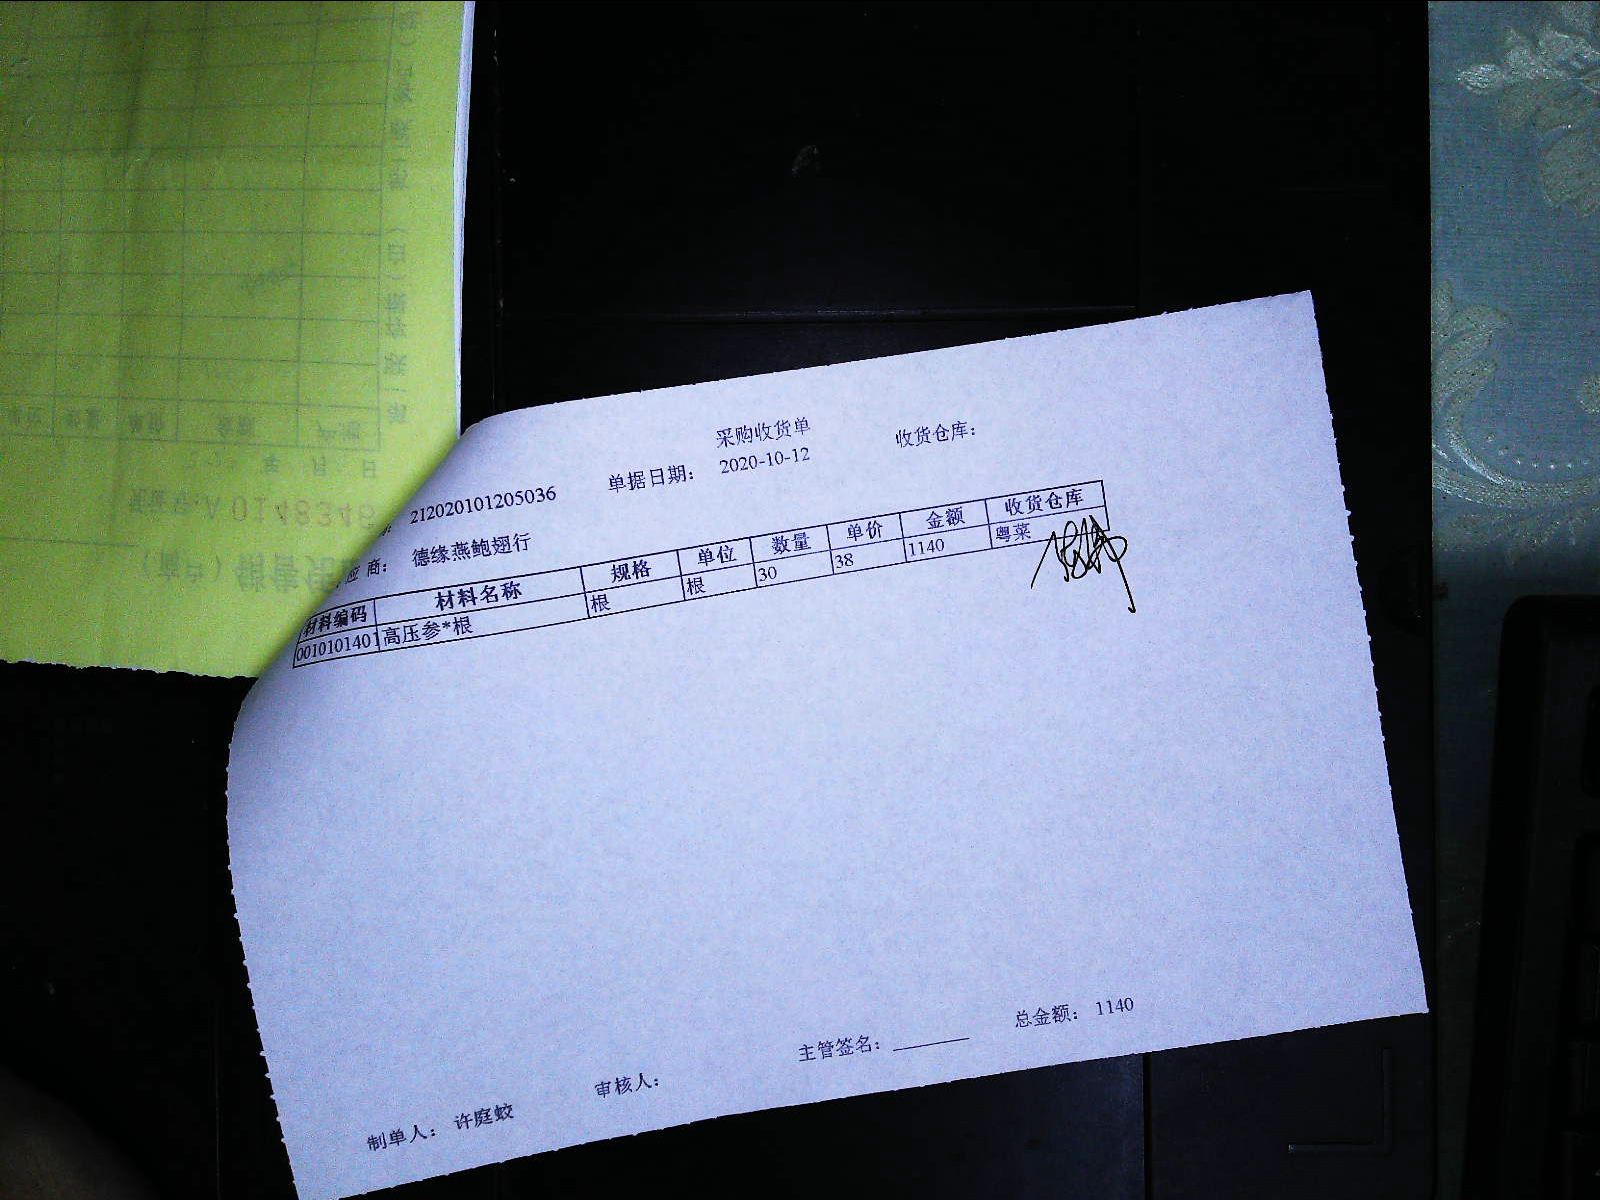 采购收货单
212020101205036 单据日期： 2020-10-12 收货仓库：
应 商： 德缘燕鲍翅行
材料编码 材料名称 规格 单位 数量 单价 金额 收货仓库
0010101401 高压参*根 根 根 30 38 1140 粤菜
总金额： 1140
制单人： 许庭蛟 审核人： 主管签名：
A 0148346